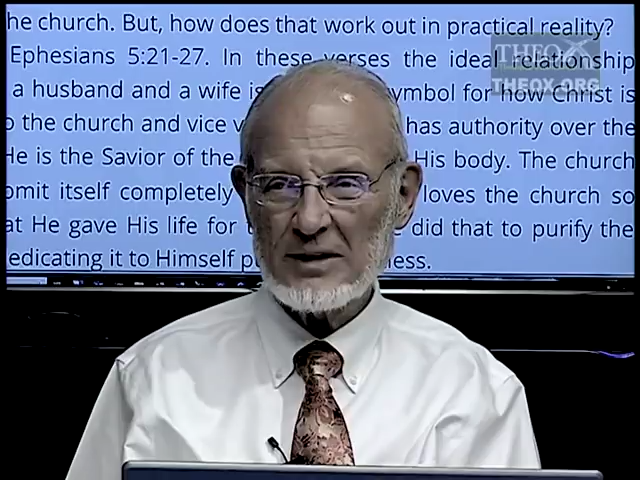 he church. But, how does that work out in practical reality?
Ephesians 5:21-27. In these verses the ideal relationship
a husband and a wife is symbol for how Christ is
o the church and vice v has authority over the
He is the Savior of the His body. The church
omit itself completely loves the church so
at He gave His life for did that to purify the
edicating it to Himself p ness.
THEOX
THEOX.ORG